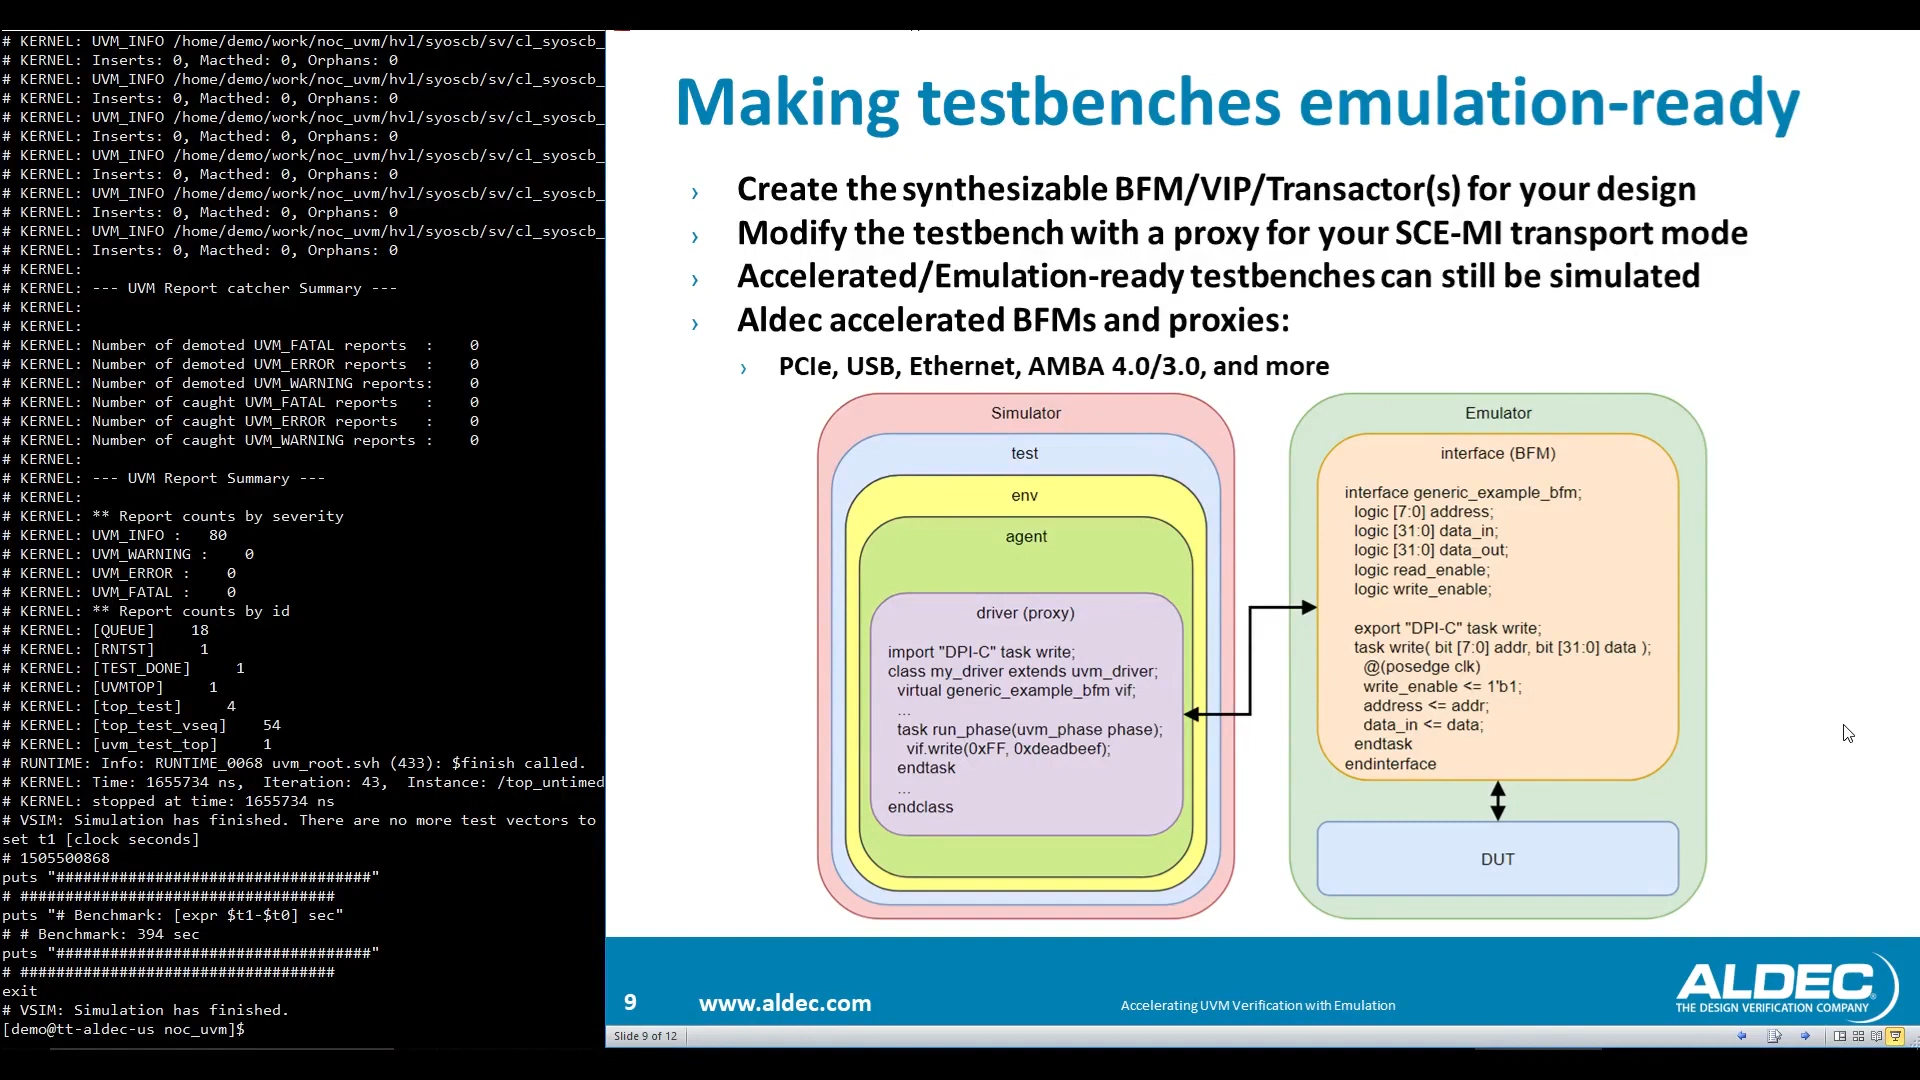 # KERNEL: UVM_INFO /home/demo/work/noc_uvm/hvl/syoscb/sv/cl_syoscb_
# KERNEL: Inserts: 0, Macthed: 0, Orphans: 0
# KERNEL: UVM_INFO /home/demo/work/noc_uvm/hvl/syoscb/sv/cl_syoscb_
# KERNEL: Inserts: 0, Macthed: 0, Orphans: 0
# KERNEL: UVM_INFO /home/demo/work/noc_uvm/hvl/syoscb/sv/cl_syoscb_
# KERNEL: Inserts: 0, Macthed: 0, Orphans: 0
# KERNEL: UVM_INFO /home/demo/work/noc_uvm/hvl/syoscb/sv/cl_syoscb_
# KERNEL: Inserts: 0, Macthed: 0, Orphans: 0
# KERNEL: UVM_INFO /home/demo/work/noc_uvm/hvl/syoscb/sv/cl_syoscb_
# KERNEL: Inserts: 0, Macthed: 0, Orphans: 0
# KERNEL: UVM_INFO /home/demo/work/noc_uvm/hvl/syoscb/sv/cl_syoscb_
# KERNEL: Inserts: 0, Macthed: 0, Orphans: 0
# KERNEL:
# KERNEL: --- UVM Report catcher Summary ---
# KERNEL:
# KERNEL:
# KERNEL: Number of demoted UVM_FATAL reports  :    0
# KERNEL: Number of demoted UVM_ERROR reports  :    0
# KERNEL: Number of demoted UVM_WARNING reports:    0
# KERNEL: Number of caught UVM_FATAL reports   :    0
# KERNEL: Number of caught UVM_ERROR reports   :    0
# KERNEL: Number of caught UVM_WARNING reports :    0
# KERNEL:
# KERNEL: --- UVM Report Summary ---
# KERNEL:
# KERNEL: ** Report counts by severity
# KERNEL: UVM_INFO :   80
# KERNEL: UVM_WARNING :    0
# KERNEL: UVM_ERROR :    0
# KERNEL: UVM_FATAL :    0
# KERNEL: ** Report counts by id
# KERNEL: [QUEUE]    18
# KERNEL: [RNTST]     1
# KERNEL: [TEST_DONE]     1
# KERNEL: [UVMTOP]     1
# KERNEL: [top_test]     4
# KERNEL: [top_test_vseq]    54
# KERNEL: [uvm_test_top]     1
# RUNTIME: Info: RUNTIME_0068 uvm_root.svh (433): $finish called.
# KERNEL: Time: 1655734 ns,  Iteration: 43,  Instance: /top_untimed
# KERNEL: stopped at time: 1655734 ns
# VSIM: Simulation has finished. There are no more test vectors to
set t1 [clock seconds]
# 1505500868
puts "###################################"
# ###################################
puts "# Benchmark: [expr $t1-$t0] sec"
# # Benchmark: 394 sec
puts "###################################"
# ###################################
exit
# VSIM: Simulation has finished.
[demo@tt-aldec-us noc_uvm]$
Making testbenches emulation-ready
› Create the synthesizable BFM/VIP/Transactor(s) for your design
› Modify the testbench with a proxy for your SCE-MI transport mode
› Accelerated/Emulation-ready testbenches can still be simulated
› Aldec accelerated BFMs and proxies:
› PCIe, USB, Ethernet, AMBA 4.0/3.0, and more
Simulator
test
env
agent
driver (proxy)
import "DPI-C" task write;
class my_driver extends uvm_driver;
virtual generic_example_bfm vif;
...
task run_phase(uvm_phase phase);
vif.write(0xFF, 0xdeadbeef);
endtask
...
endclass
Emulator
interface (BFM)
interface generic_example_bfm;
logic [7:0] address;
logic [31:0] data_in;
logic [31:0] data_out;
logic read_enable;
logic write_enable;
export "DPI-C" task write;
task write( bit [7:0] addr, bit [31:0] data );
@(posedge clk)
write_enable <= 1'b1;
address <= addr;
data_in <= data;
endtask
endinterface
DUT
9
www.aldec.com
Accelerating UVM Verification with Emulation
ALDEC
THE DESIGN VERIFICATION COMPANY
Slide 9 of 12